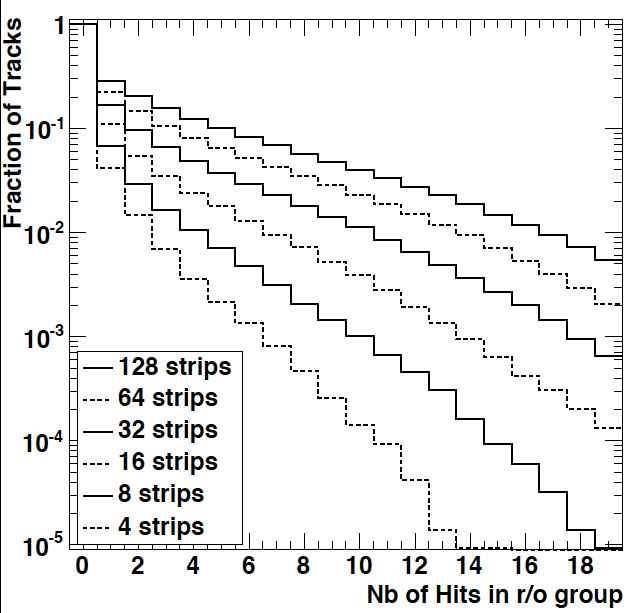 Fraction of Tracks
1
10-1
10-2
10-3
10-4
10-5
128 strips
64 strips
32 strips
16 strips
8 strips
4 strips
0 2 4 6 8 10 12 14 16 18
Nb of Hits in r/o group